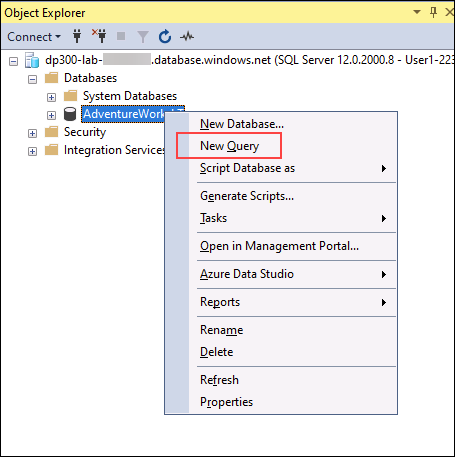 Object Explorer
Connect
dp300-lab- .database.windows.net (SQL Server 12.0.2000.8 - User1-223
Databases
System Databases
AdventureWork
Security
Integration Services
New Database...
New Query
Script Database as
Generate Scripts...
Tasks
Open in Management Portal...
Azure Data Studio
Reports
Rename
Delete
Refresh
Properties